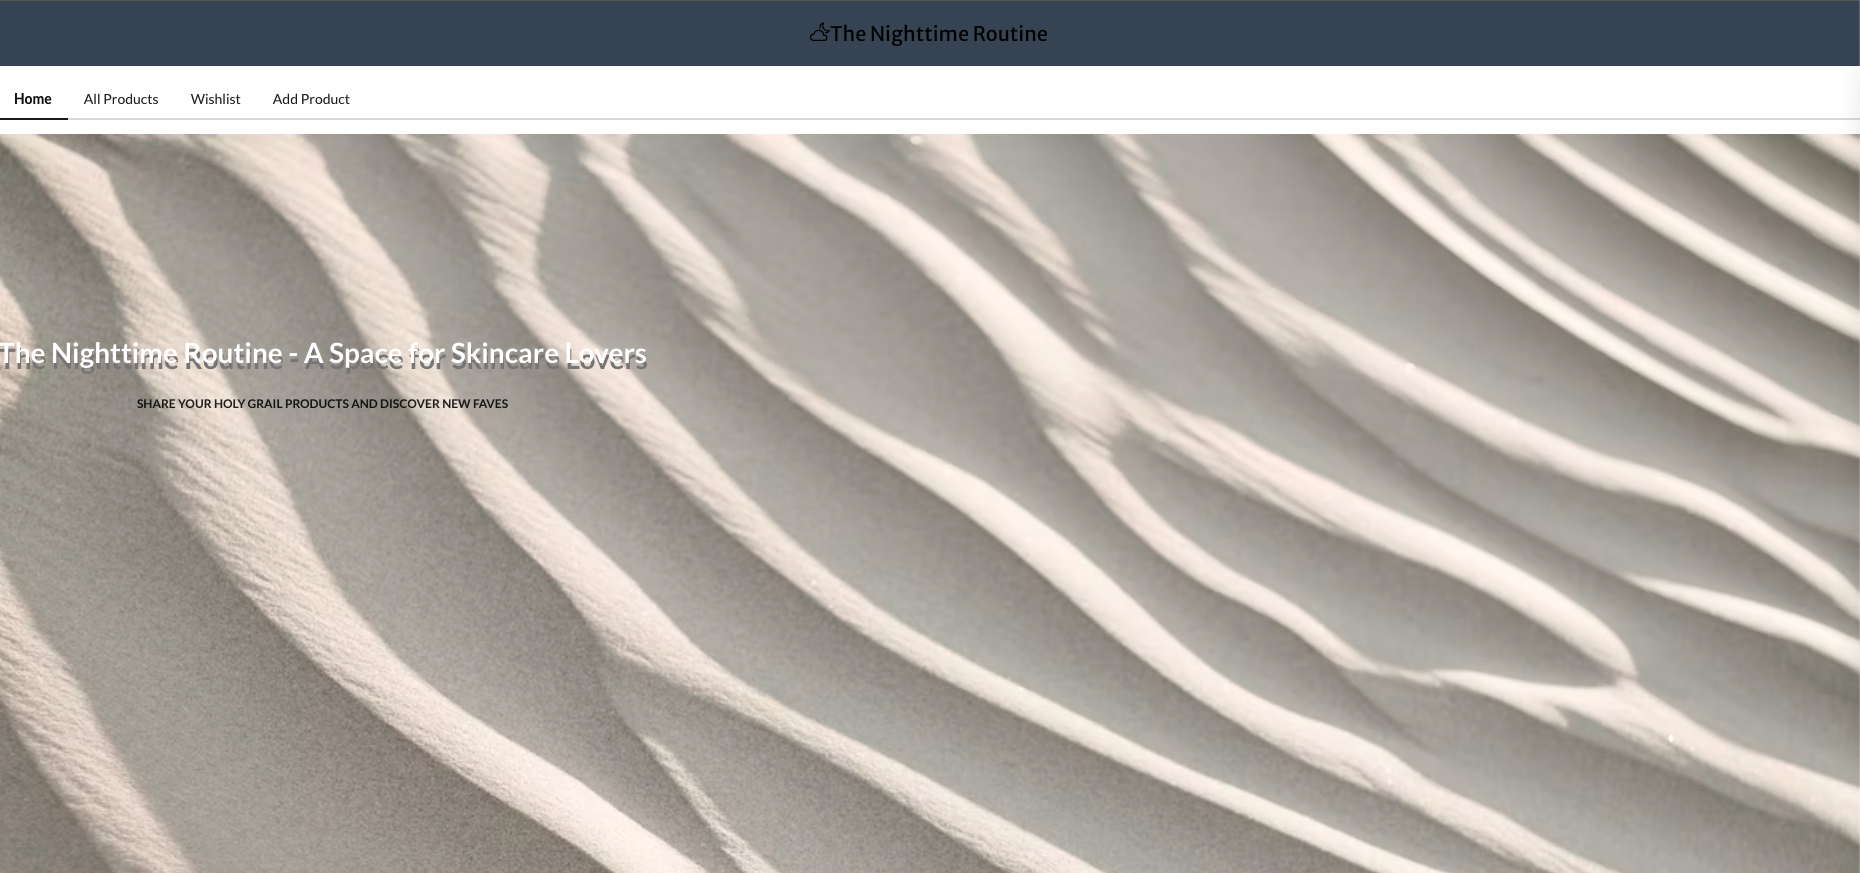 The Nighttime Routine
Home All Products Wishlist Add Product
The Nighttime Routine - A Space for Skincare Lovers
SHARE YOUR HOLY GRAIL PRODUCTS AND DISCOVER NEW FAVES